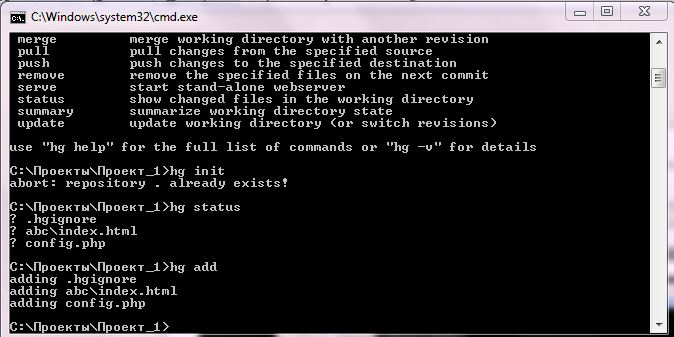 C:\Windows\system32\cmd.exe
merge merge working directory with another revision
pull pull changes from the specified source
push push changes to the specified destination
remove remove the specified files on the next commit
serve start stand-alone webserver
status show changed files in the working directory
summary summarize working directory state
update update working directory (or switch revisions)
use "hg help" for the full list of commands or "hg -v" for details
C:\Проекты\Проект_1>hg init
abort: repository . already exists!
C:\Проекты\Проект_1>hg status
? .hgignore
? abc\index.html
? config.php
C:\Проекты\Проект_1>hg add
adding .hgignore
adding abc\index.html
adding config.php
C:\Проекты\Проект_1>